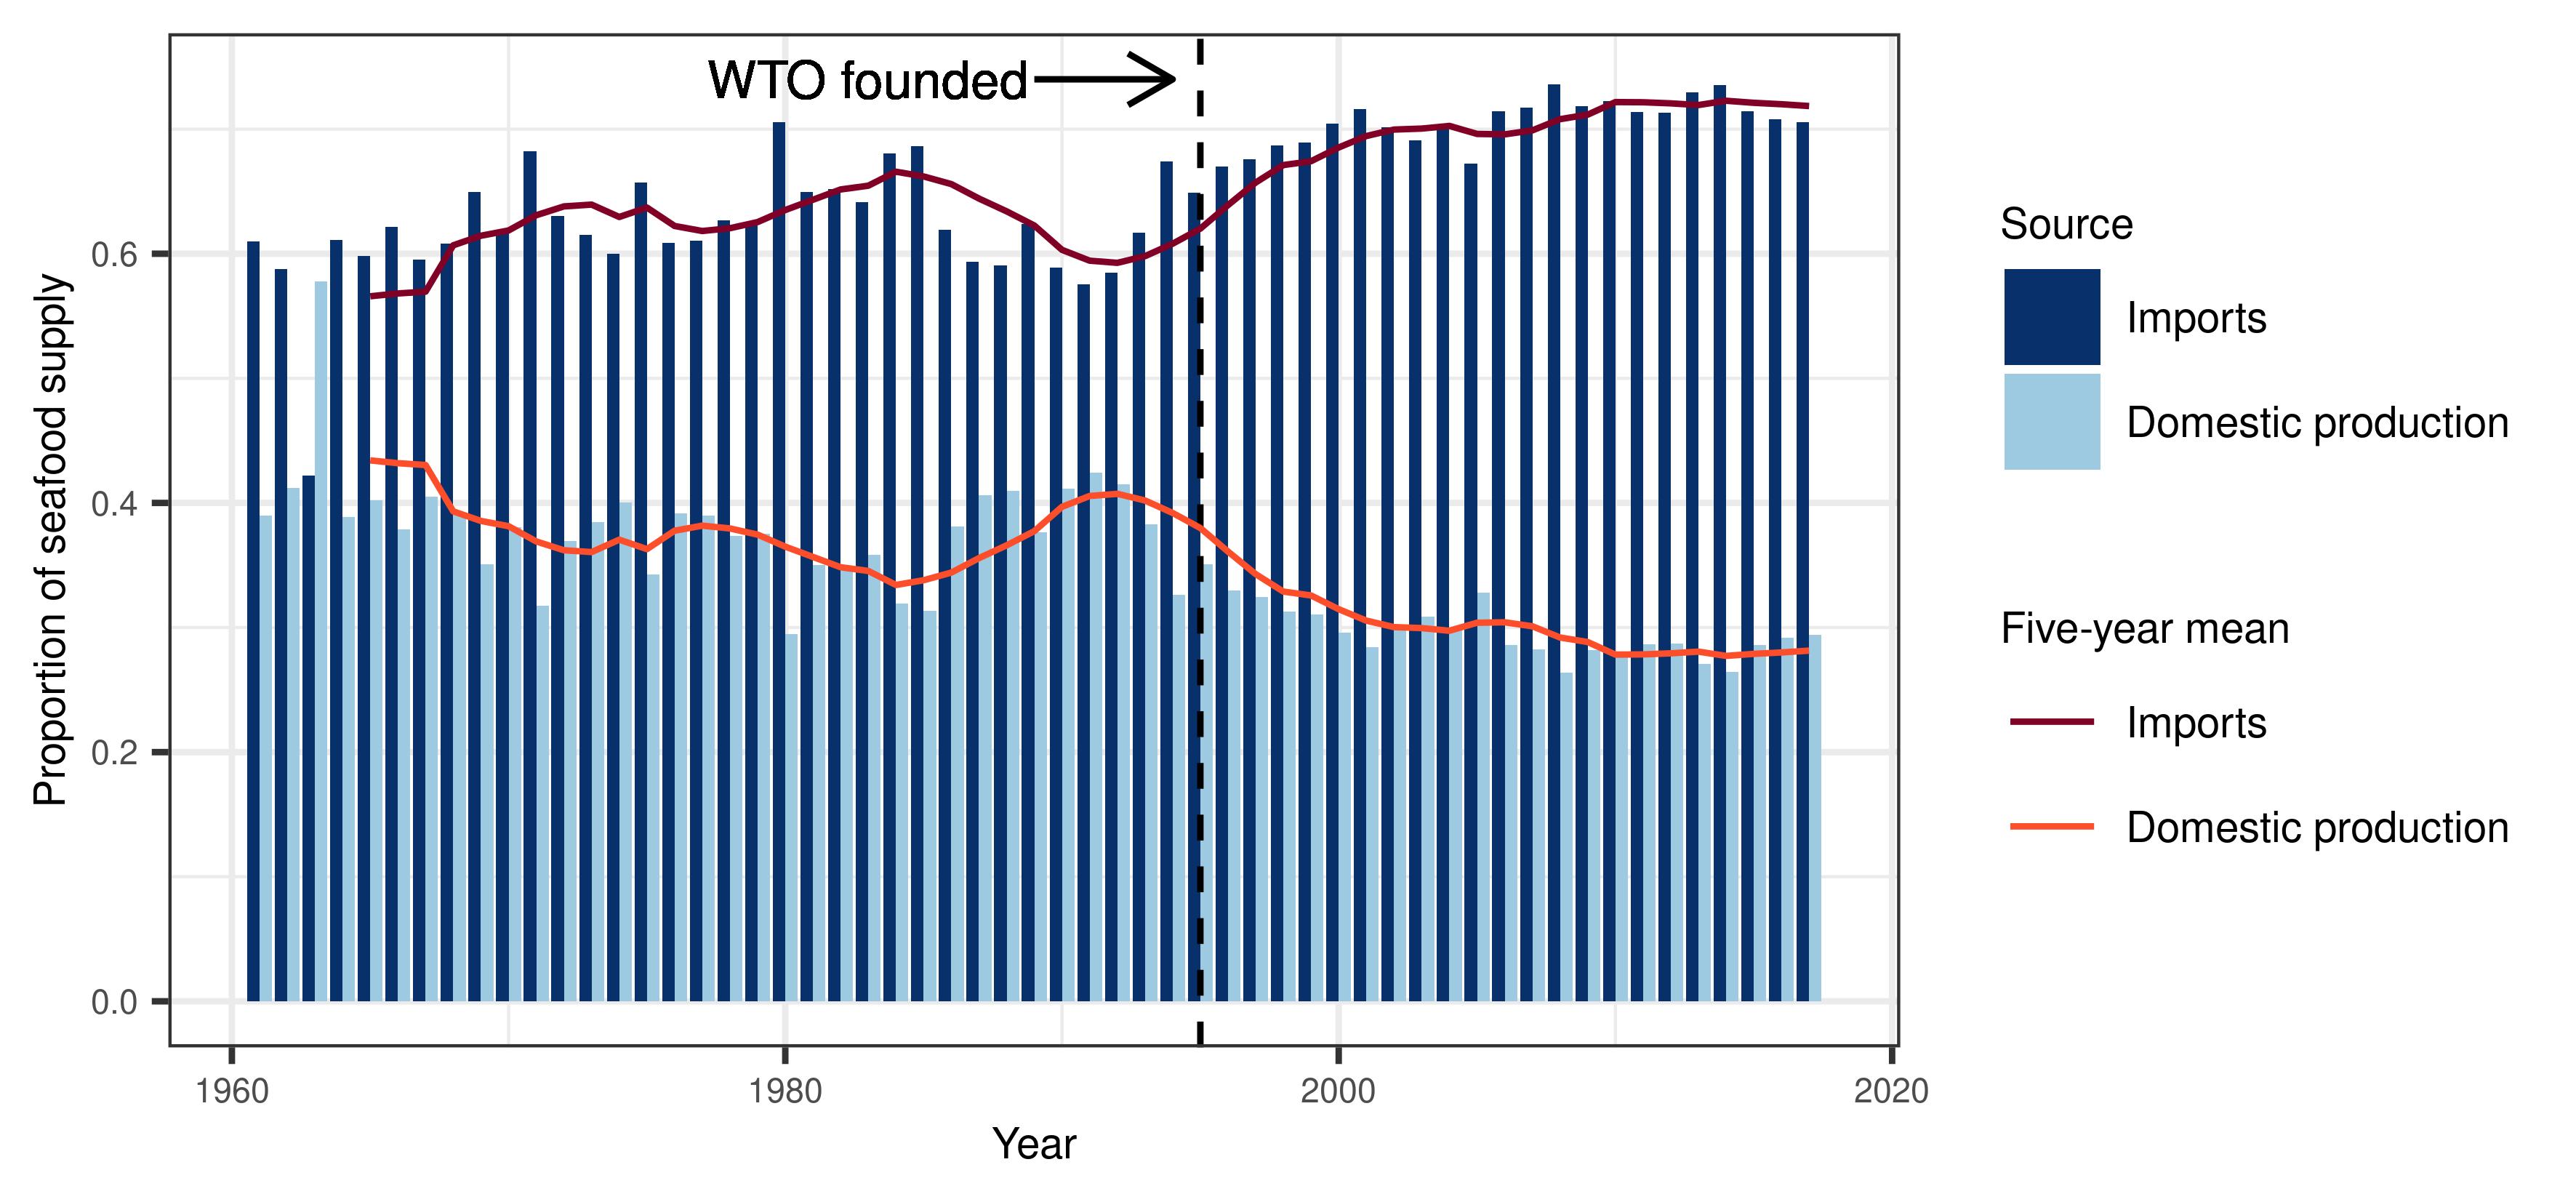 WTO founded
Proportion of seafood supply
0.6
0.4
0.2
0.0
1960
1980
2000
2020
Year
Source
Imports
Domestic production
Five-year mean
Imports
Domestic production